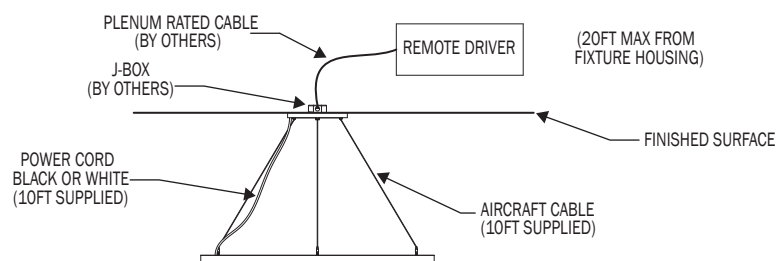 PLENUM RATED CABLE
(BY OTHERS)
REMOTE DRIVER
(20FT MAX FROM
FIXTURE HOUSING)
J-BOX
(BY OTHERS)
FINISHED SURFACE
POWER CORD
BLACK OR WHITE
(10FT SUPPLIED)
AIRCRAFT CABLE
(10FT SUPPLIED)